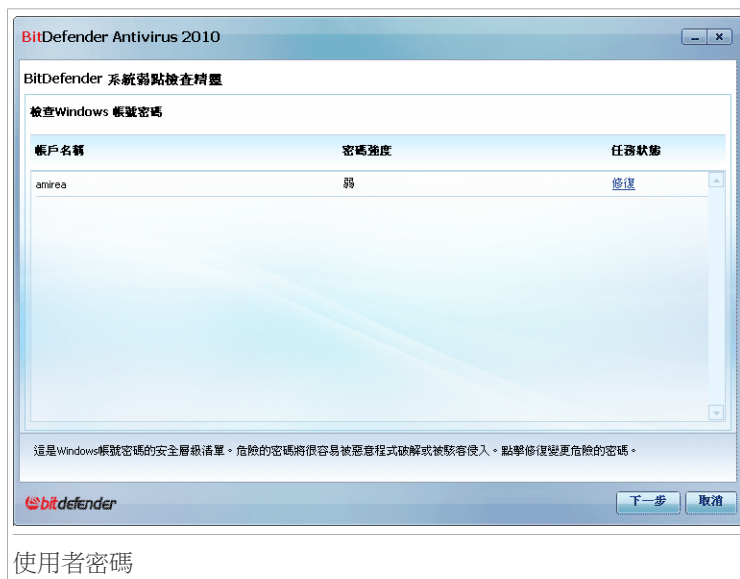 BitDefender Antivirus 2010
BitDefender 系統弱點檢查精靈
檢查Windows 帳號密碼
帳戶名稱 密碼強度 任務狀態
amirea 弱 修復
這是Windows帳號密碼的安全層級清單。危險的密碼將很容易被惡意程式破解或被駭客侵入。點擊修復變更危險的密碼。
bitdefender 下一步 取消
使用者密碼